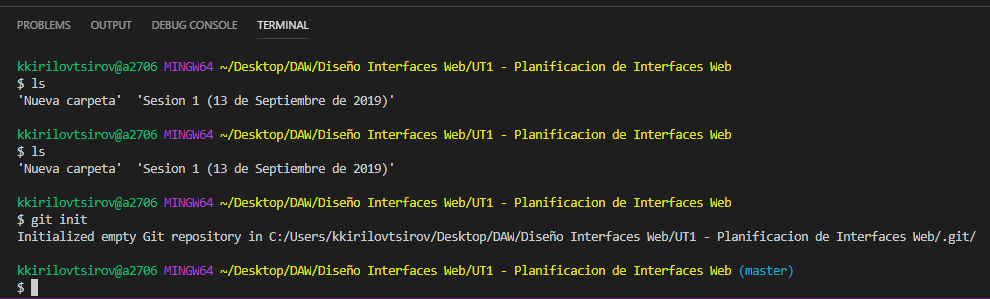 PROBLEMS OUTPUT DEBUG CONSOLE TERMINAL
kkirilovtsirov@a2706 MINGW64 ~/Desktop/DAW/Diseño Interfaces Web/UT1 - Planificacion de Interfaces Web
$ ls
'Nueva carpeta'  'Sesion 1 (13 de Septiembre de 2019)'
kkirilovtsirov@a2706 MINGW64 ~/Desktop/DAW/Diseño Interfaces Web/UT1 - Planificacion de Interfaces Web
$ ls
'Nueva carpeta'  'Sesion 1 (13 de Septiembre de 2019)'
kkirilovtsirov@a2706 MINGW64 ~/Desktop/DAW/Diseño Interfaces Web/UT1 - Planificacion de Interfaces Web
$ git init
Initialized empty Git repository in C:/Users/kkirilovtsirov/Desktop/DAW/Diseño Interfaces Web/UT1 - Planificacion de Interfaces Web/.git/
kkirilovtsirov@a2706 MINGW64 ~/Desktop/DAW/Diseño Interfaces Web/UT1 - Planificacion de Interfaces Web (master)
$